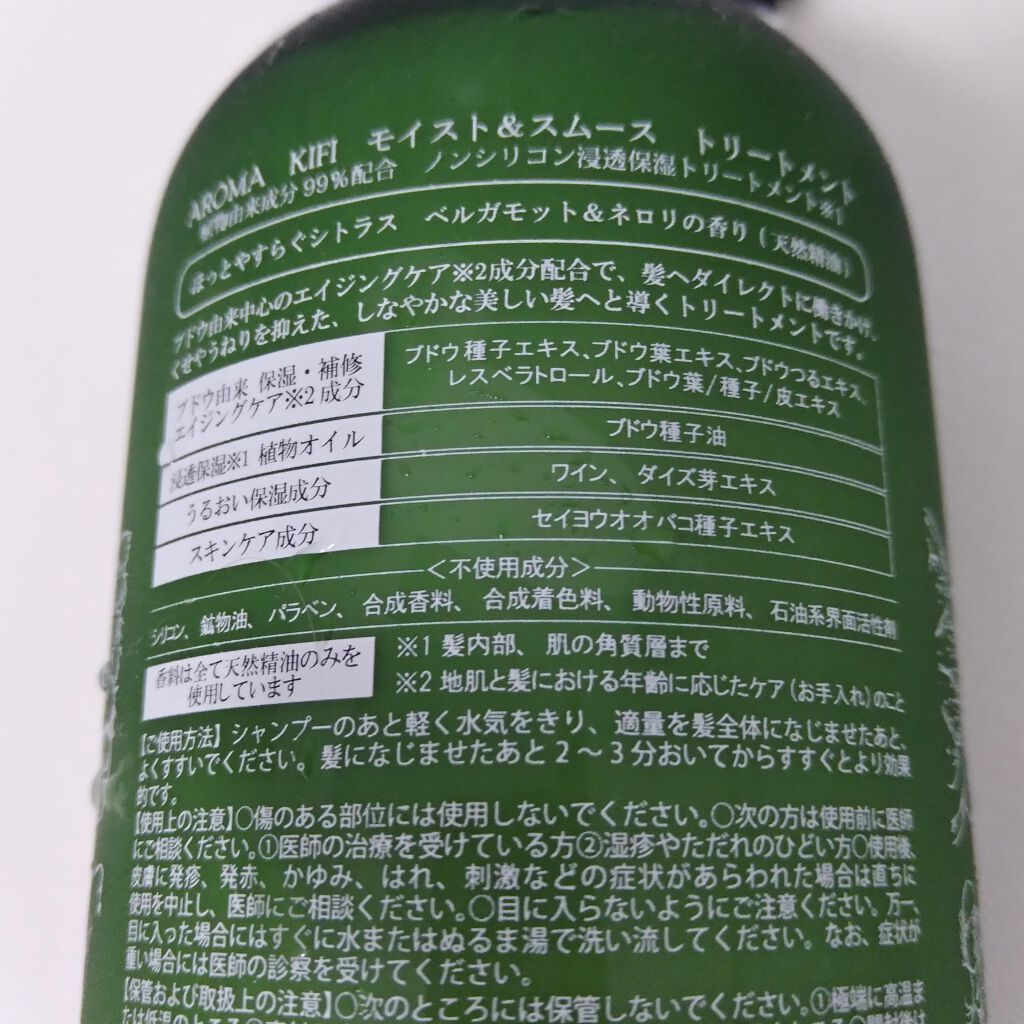 AROMA KIFI モイスト＆スムース トリートメント
植物由来成分99%配合 ノンシリコン浸透保湿トリートメント※1
ほっとやすらぐシトラス ベルガモット＆ネロリの香り(天然精油)
ブドウ由来中心のエイジングケア※2成分配合で、髪へダイレクトに働きかけ、
くせやうねりを抑えた、しなやかな美しい髪へと導くトリートメントです。
ブドウ由来 保湿・補修
エイジングケア※2成分
ブドウ種子エキス、ブドウ葉エキス、ブドウつるエキス、
レスベラトロール、ブドウ葉/種子/皮エキス
浸透保湿※1 植物オイル
ブドウ種子油
うるおい保湿成分
ワイン、ダイズ芽エキス
スキンケア成分
セイヨウオオバコ種子エキス
＜不使用成分＞
シリコン、鉱物油、パラベン、合成香料、合成着色料、動物性原料、石油系界面活性剤
香料は全て天然精油のみを
使用しています
※1 髪内部、肌の角質層まで
※2 地肌と髪における年齢に応じたケア(お手入れ)のこと
【ご使用方法】シャンプーのあと軽く水気をきり、適量を髪全体になじませたあと、
よくすすいでください。髪になじませたあと2～3分おいてからすすぐとより効果
的です。
【使用上の注意】○傷のある部位には使用しないでください。○次の方は使用前に医師
にご相談ください。①医師の治療を受けている方②湿疹やただれのひどい方○使用後、
皮膚に発疹、発赤、かゆみ、はれ、刺激などの症状があらわれた場合は直ちに
使用を中止し、医師にご相談ください。○目に入らないようにご注意ください。万一、
目に入った場合にはすぐに水またはぬるま湯で洗い流してください。なお、症状が
重い場合には医師の診察を受けてください。
【保管および取扱上の注意】○次のところには保管しないでください。①極端に高温ま
たは低温のところ